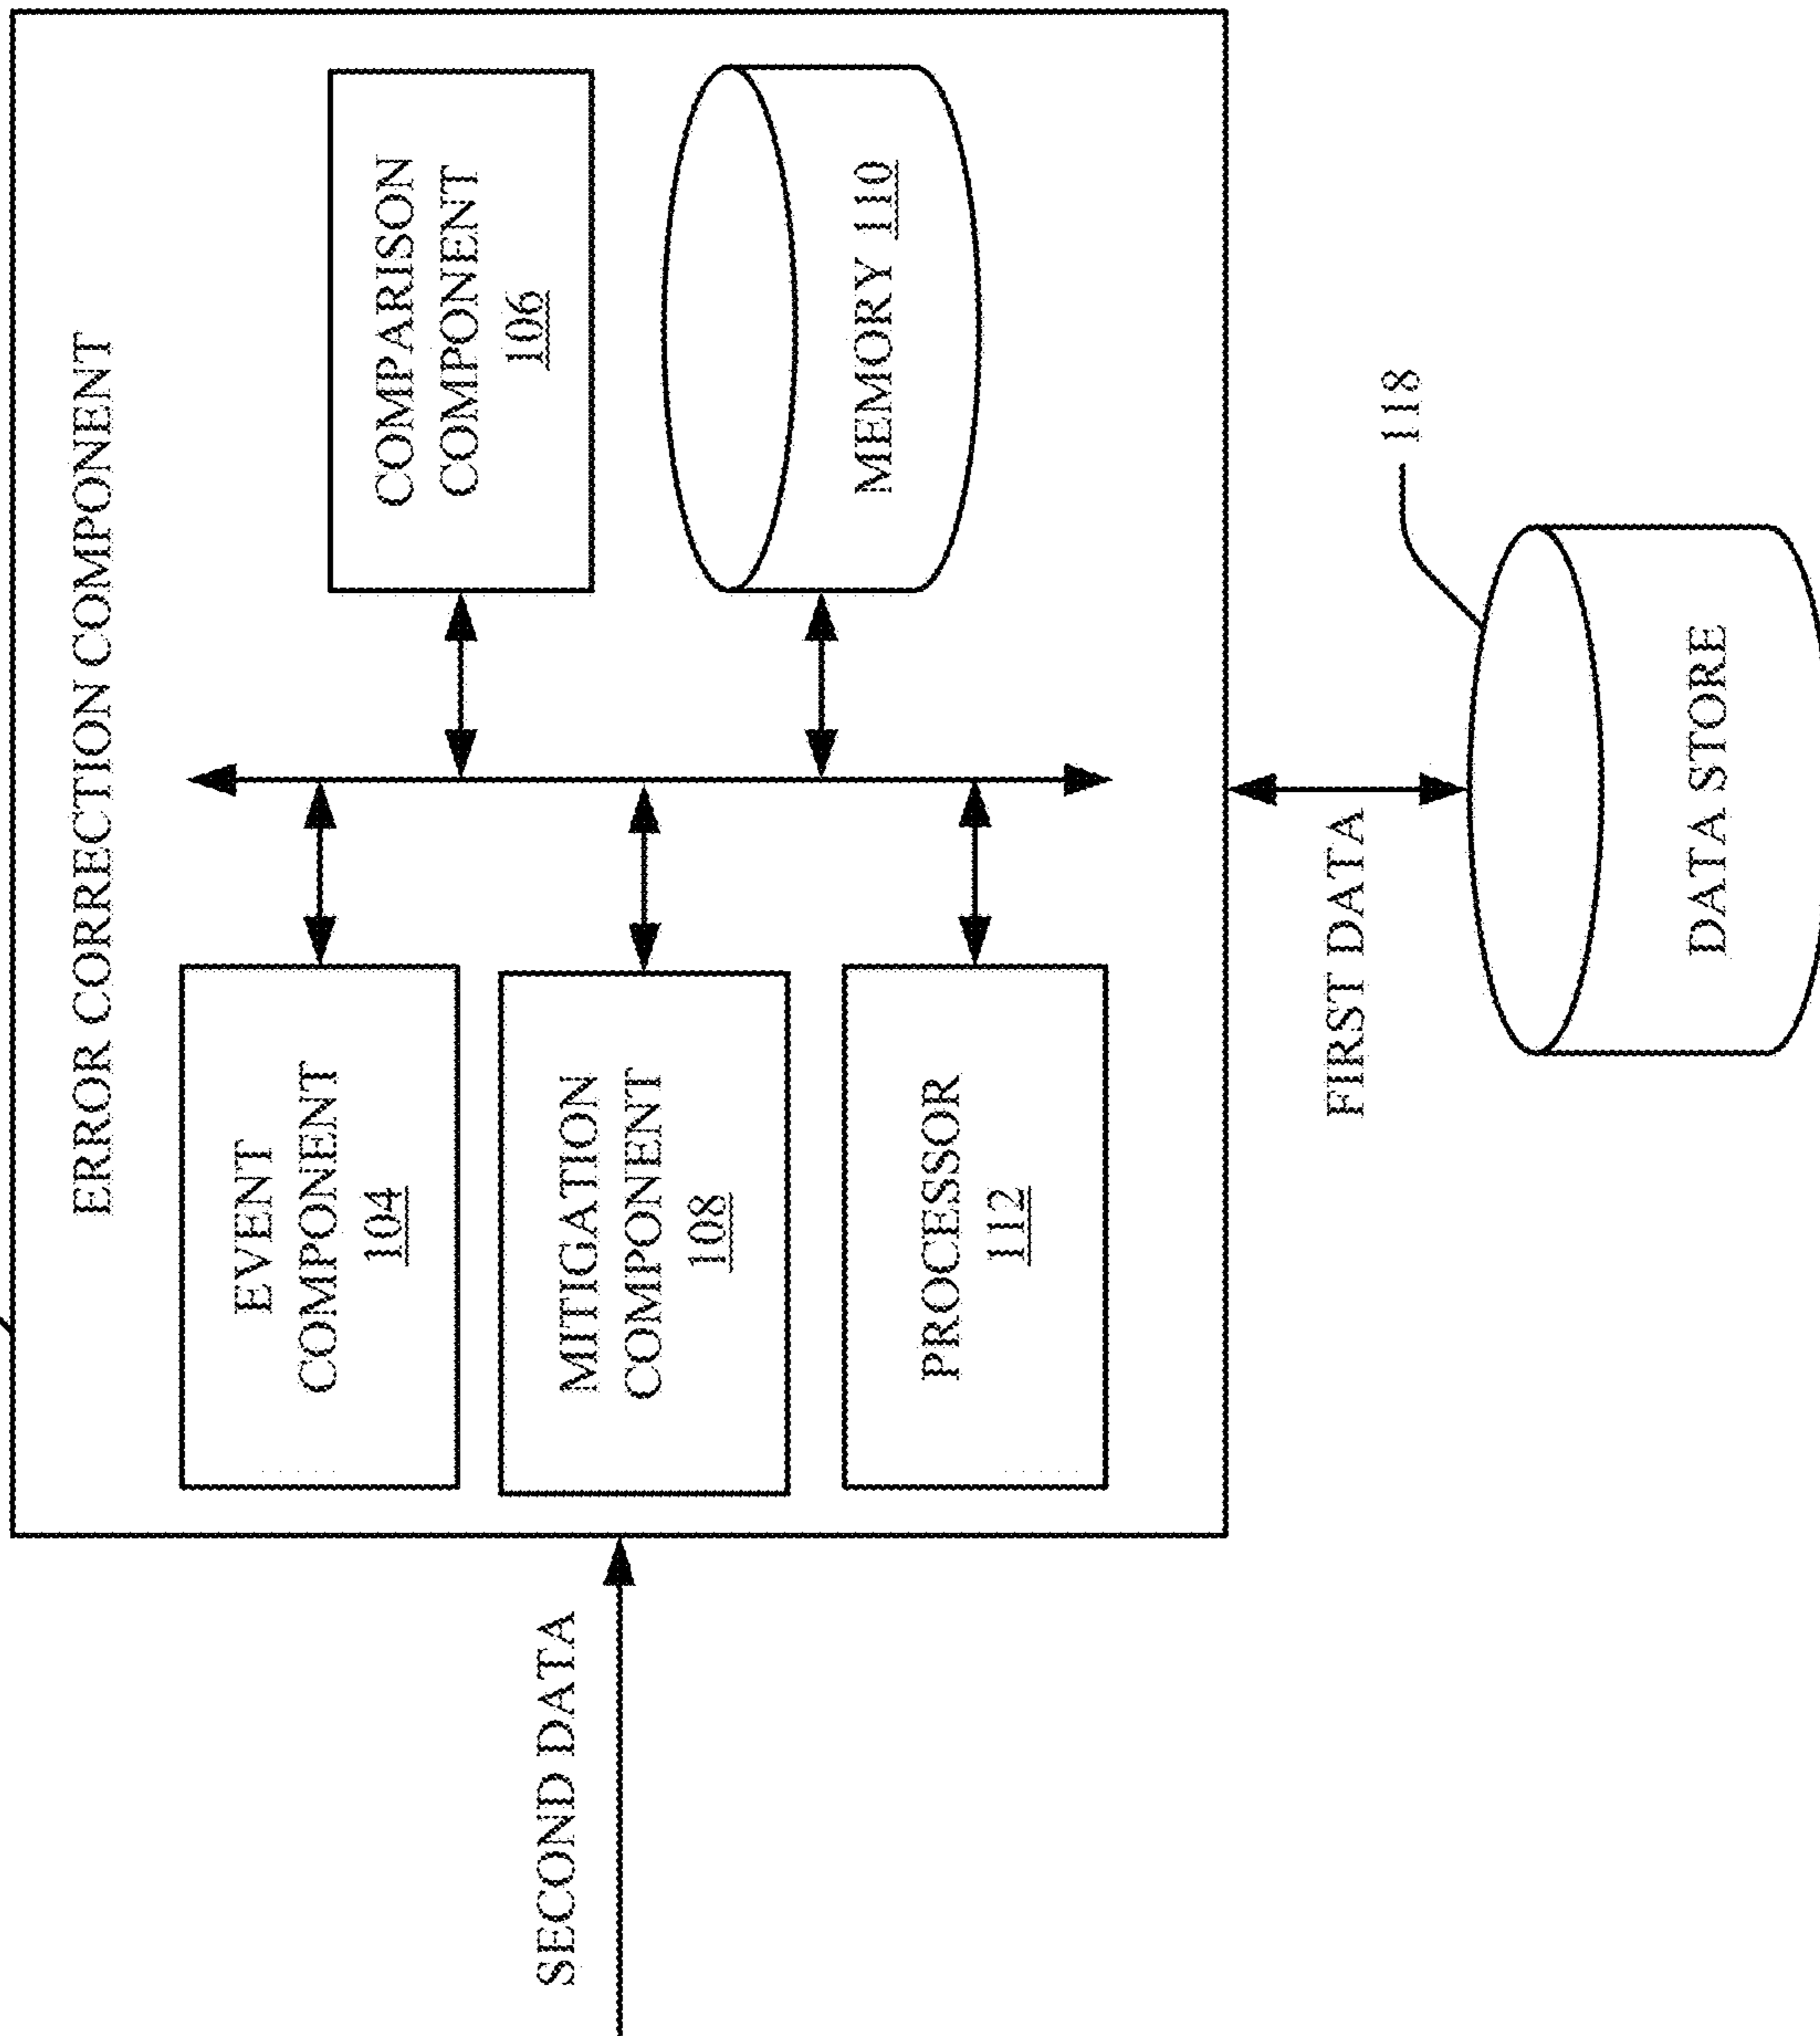 ERROR CORRECTION COMPONENT
EVENT
COMPONENT
104
COMPARISON
COMPONENT
106
MITIGATION
COMPONENT
108
MEMORY 110
PROCESSOR
112
SECOND DATA
FIRST DATA
118
DATA STORE